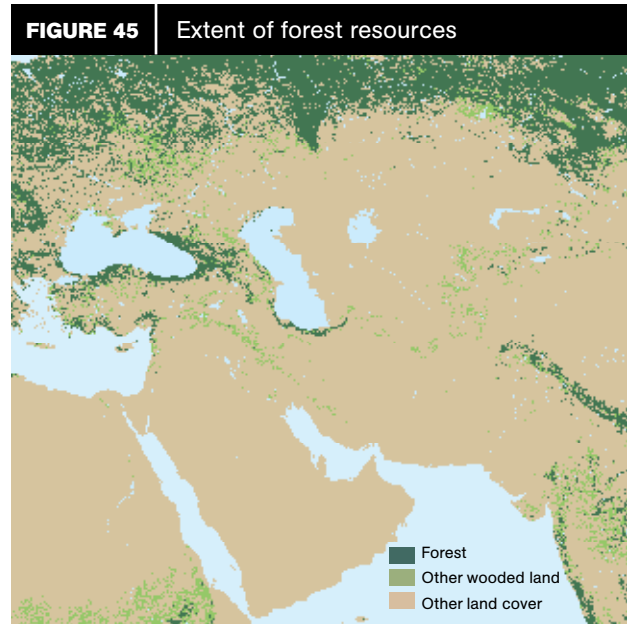 FIGURE 45 Extent of forest resources
Forest
Other wooded land
Other land cover